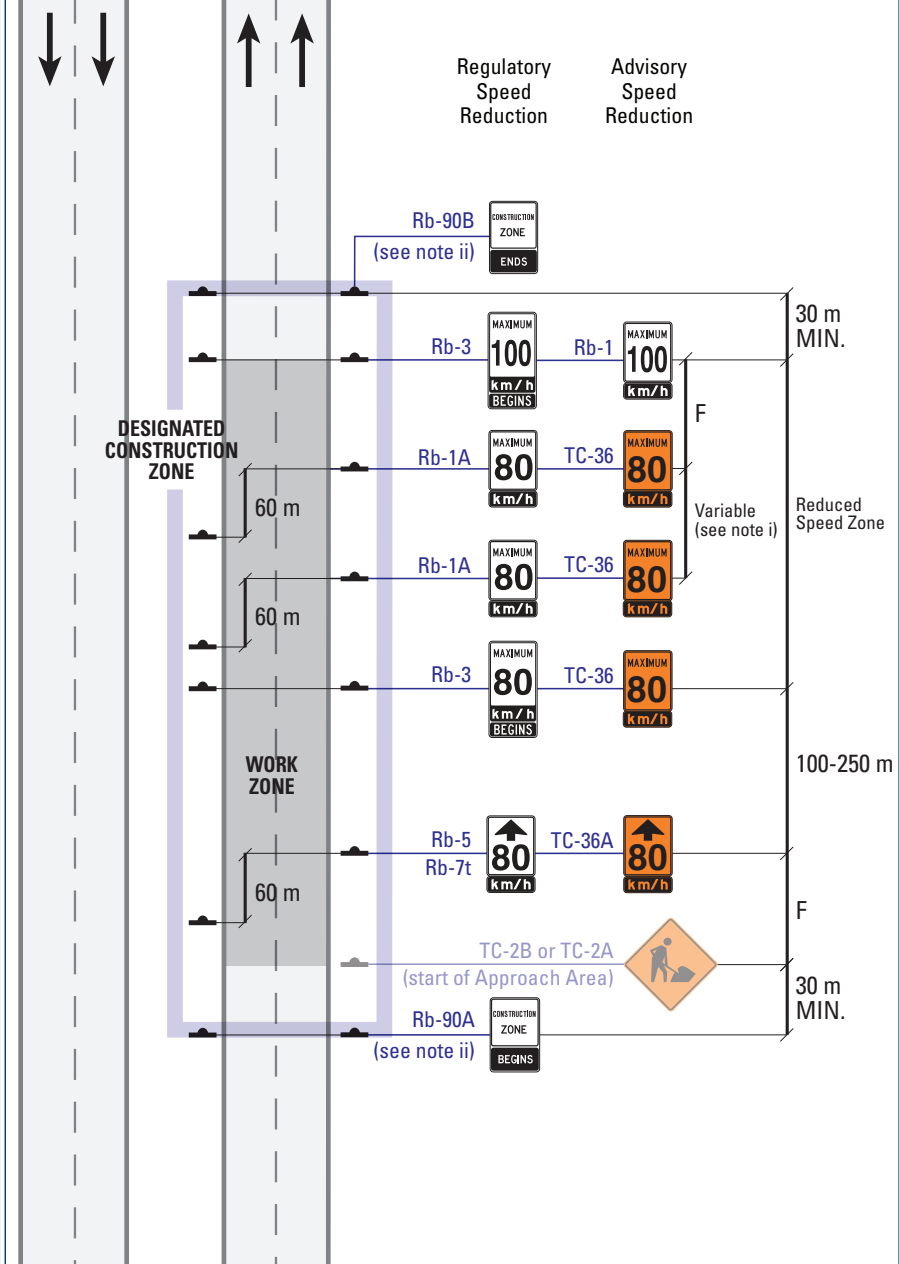 Regulatory
Speed
Reduction
Advisory
Speed
Reduction
Rb-90B
(see note ii)
CONSTRUCTION
ZONE
ENDS
30 m
MIN.
Rb-3
MAXIMUM
100
km/h
BEGINS
Rb-1
MAXIMUM
100
km/h
F
DESIGNATED
CONSTRUCTION
ZONE
Rb-1A
MAXIMUM
80
km/h
TC-36
MAXIMUM
80
km/h
60 m
Variable
(see note i)
Reduced
Speed Zone
Rb-1A
MAXIMUM
80
km/h
TC-36
MAXIMUM
80
km/h
60 m
Rb-3
MAXIMUM
80
km/h
BEGINS
TC-36
MAXIMUM
80
km/h
WORK
ZONE
100-250 m
Rb-5
Rb-7t
80
km/h
TC-36A
80
km/h
60 m
F
TC-2B or TC-2A
(start of Approach Area)
30 m
MIN.
Rb-90A
(see note ii)
CONSTRUCTION
ZONE
BEGINS